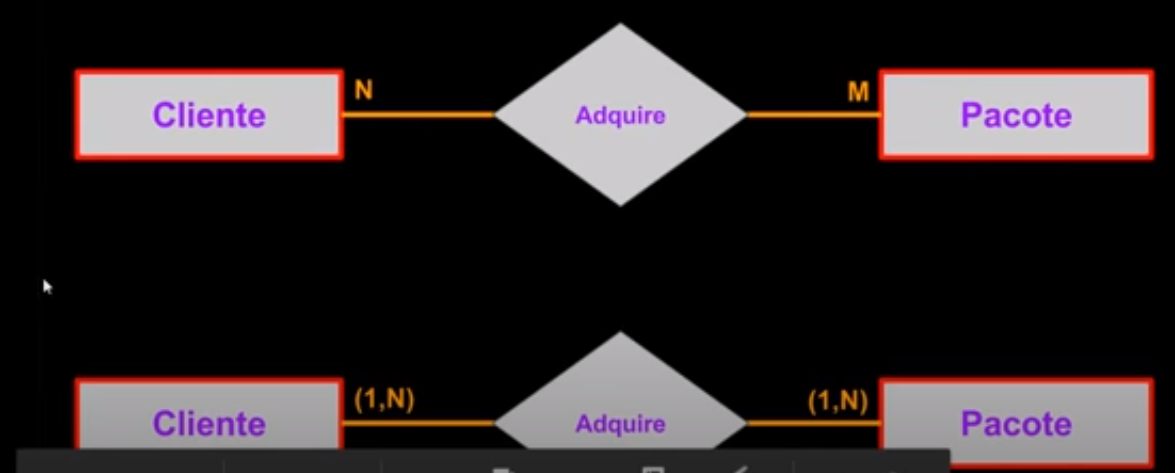 N
M
Cliente
Adquire
Pacote
(1,N)
(1,N)
Cliente
Adquire
Pacote